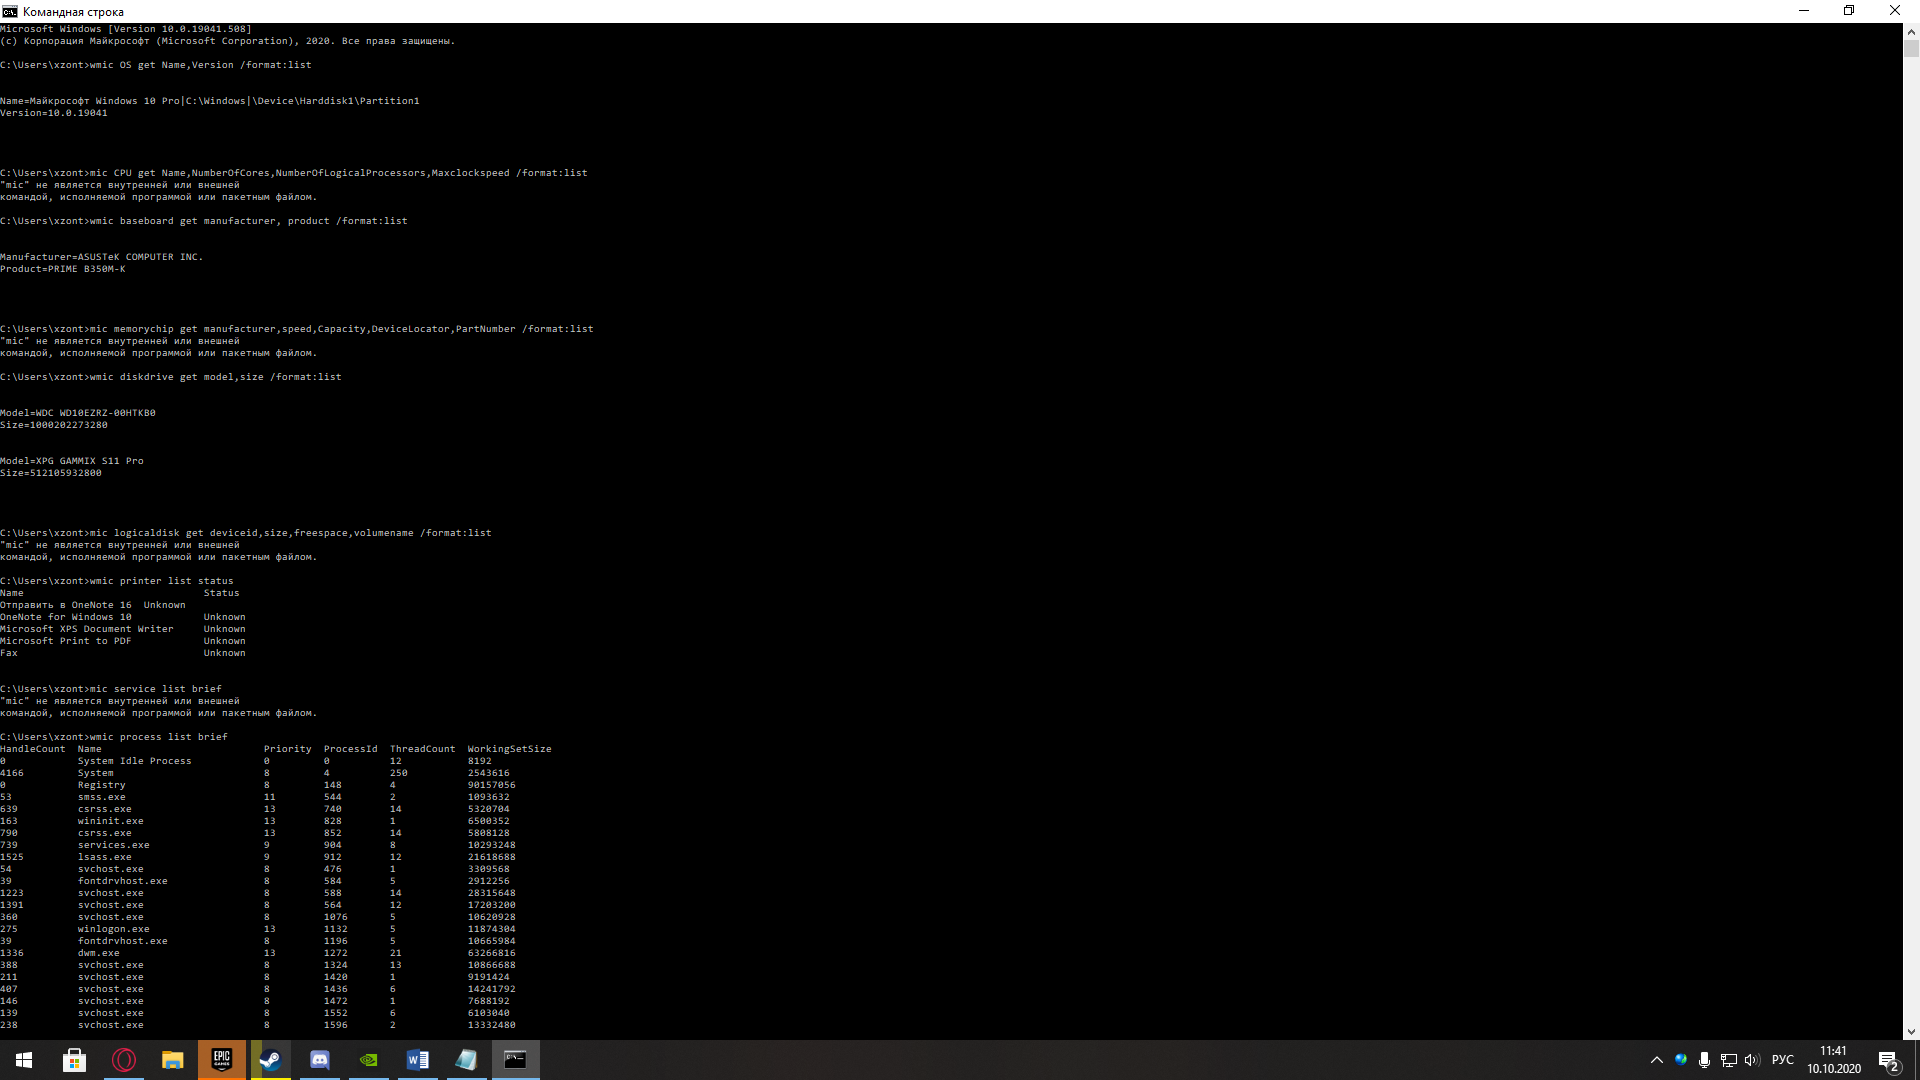 Командная строка
Microsoft Windows [Version 10.0.19041.508]
(c) Корпорация Майкрософт (Microsoft Corporation), 2020. Все права защищены.
C:\Users\xzont>wmic OS get Name,Version /format:list
Name=Майкрософт Windows 10 Pro|C:\Windows|\Device\Harddisk1\Partition1
Version=10.0.19041
C:\Users\xzont>mic CPU get Name,NumberOfCores,NumberOfLogicalProcessors,Maxclockspeed /format:list
"mic" не является внутренней или внешней
командой, исполняемой программой или пакетным файлом.
C:\Users\xzont>wmic baseboard get manufacturer, product /format:list
Manufacturer=ASUSTeK COMPUTER INC.
Product=PRIME B350M-K
C:\Users\xzont>mic memorychip get manufacturer,speed,Capacity,DeviceLocator,PartNumber /format:list
"mic" не является внутренней или внешней
командой, исполняемой программой или пакетным файлом.
C:\Users\xzont>wmic diskdrive get model,size /format:list
Model=WDC WD10EZRZ-00HTKB0
Size=1000202273280
Model=XPG GAMMIX S11 Pro
Size=512105932800
C:\Users\xzont>mic logicaldisk get deviceid,size,freespace,volumename /format:list
"mic" не является внутренней или внешней
командой, исполняемой программой или пакетным файлом.
C:\Users\xzont>wmic printer list status
Name Status
Отправить в OneNote 16 Unknown
OneNote for Windows 10 Unknown
Microsoft XPS Document Writer Unknown
Microsoft Print to PDF Unknown
Fax Unknown
C:\Users\xzont>mic service list brief
"mic" не является внутренней или внешней
командой, исполняемой программой или пакетным файлом.
C:\Users\xzont>wmic process list brief
HandleCount Name Priority ProcessId ThreadCount WorkingSetSize
0 System Idle Process 0 0 12 8192
4166 System 8 4 250 2543616
0 Registry 8 148 4 90157056
53 smss.exe 11 544 2 1093632
639 csrss.exe 13 740 14 5320704
163 wininit.exe 13 828 1 6500352
790 csrss.exe 13 852 14 5808128
739 services.exe 9 904 8 10293248
1525 lsass.exe 9 912 12 21618688
54 svchost.exe 8 476 1 3309568
39 fontdrvhost.exe 8 584 5 2912256
1223 svchost.exe 8 588 14 28315648
1391 svchost.exe 8 564 12 17203200
360 svchost.exe 8 1076 5 10620928
275 winlogon.exe 13 1132 5 11874304
39 fontdrvhost.exe 8 1196 5 10665984
1336 dwm.exe 13 1272 21 63266816
388 svchost.exe 8 1324 13 10866688
211 svchost.exe 8 1420 1 9191424
407 svchost.exe 8 1436 6 14241792
146 svchost.exe 8 1472 1 7688192
139 svchost.exe 8 1552 6 6103040
238 svchost.exe 8 1596 2 13332480
EPIC GAMES
РУС
11:41
10.10.2020
2